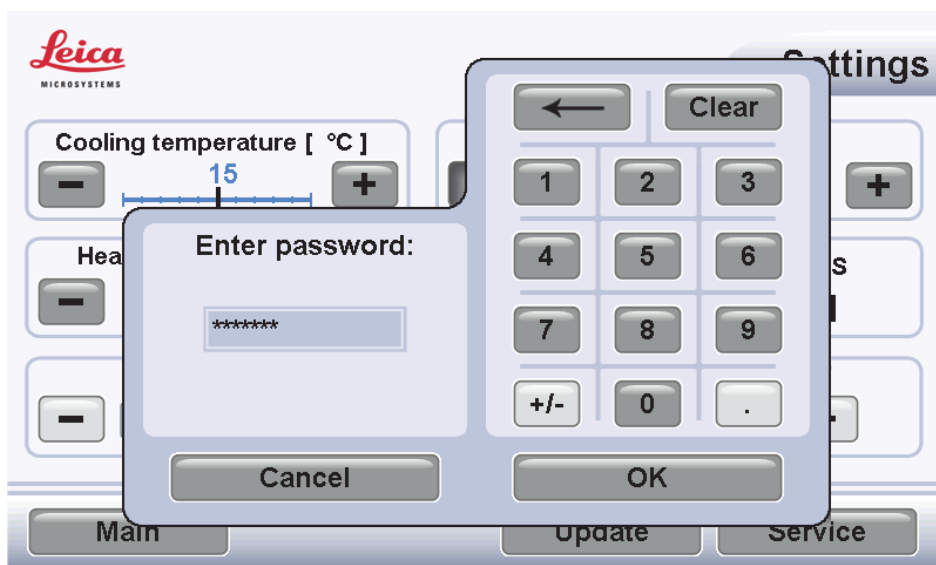 Leica
MICROSYSTEMS
Settings
Cooling temperature [ °C ]
15
Enter password:
*******
Clear
1 2 3
4 5 6
7 8 9
+/- 0 .
Cancel
OK
Main
Update
Service